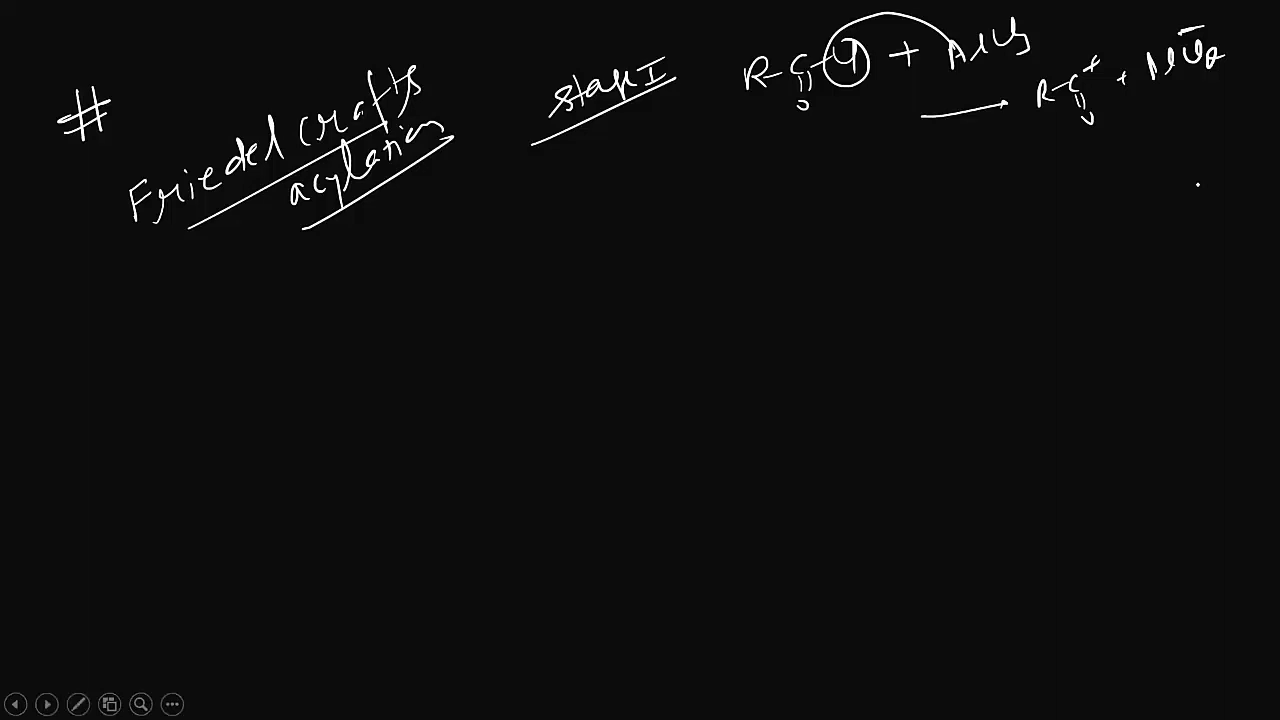 #
Friedel crafts
acylation
step I
R-C-Cl + AlCl3
O
R-C+ + AlCl4-
O